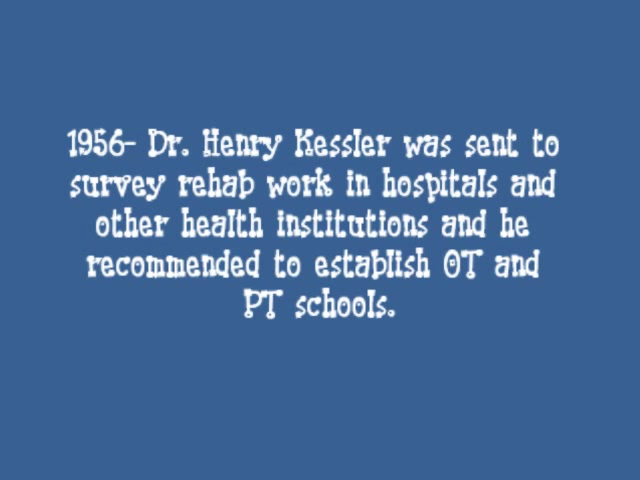 1956- Dr. Henry Kessler was sent to
survey rehab work in hospitals and
other health institutions and he
recommended to establish OT and
PT schools.